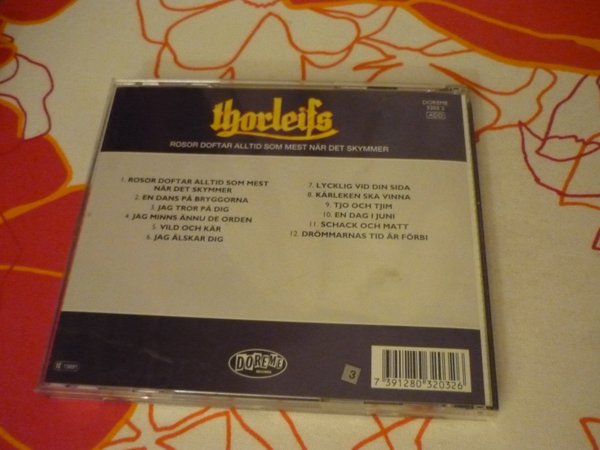 thorleifs
DOREME
ADD
ROSOR DOFTAR ALLTID SOM MEST NÄR DET SKYMMER
1. ROSOR DOFTAR ALLTID SOM MEST
NÄR DET SKYMMER
2. EN DANS PÅ BRYGGORNA
3. JAG TROR PÅ DIG
4. JAG MINNS ÄNNU DE ORDEN
5. VILD OCH KÄR
6. JAG ÄLSKAR DIG
7. LYCKLIG VID DIN SIDA
8. KÄRLEKEN SKA VINNA
9. TJO OCH TJIM
10. EN DAG I JUNI
11. SCHACK OCH MATT
12. DRÖMMARNAS TID ÄR FÖRBI
DOREME
3
7 391280 320326